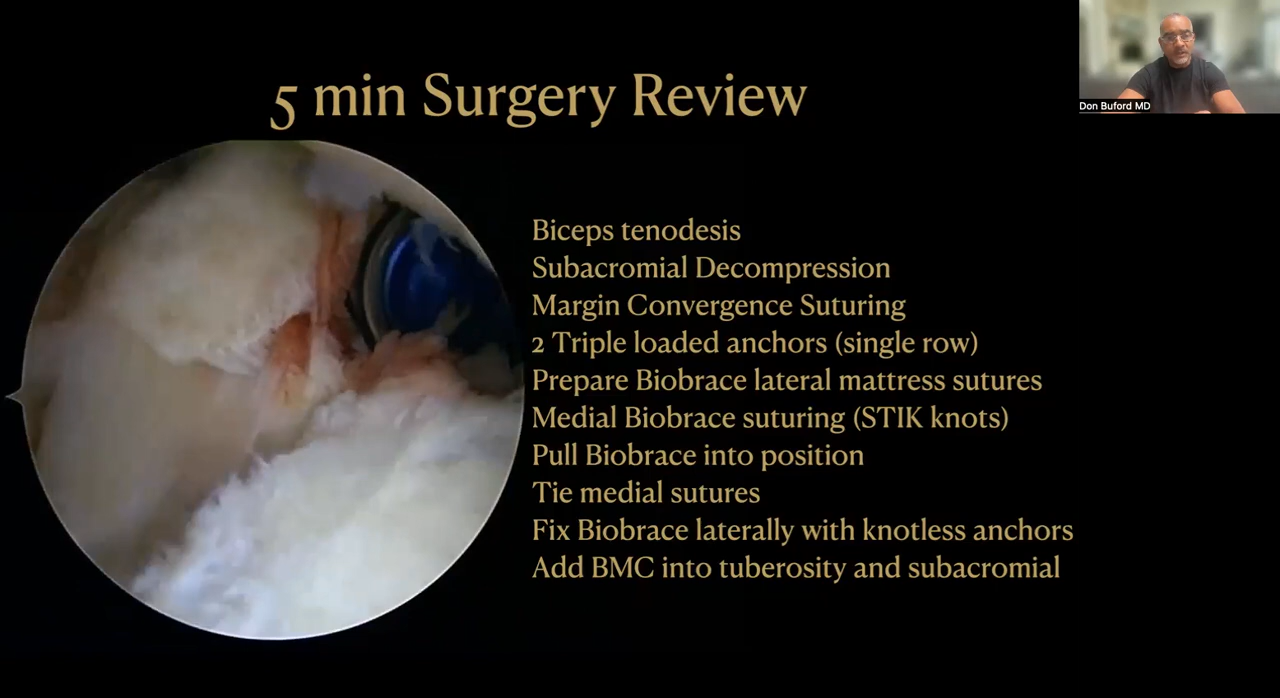 5 min Surgery Review
Don Buford MD
Biceps tenodesis
Subacromial Decompression
Margin Convergence Suturing
2 Triple loaded anchors (single row)
Prepare Biobrace lateral mattress sutures
Medial Biobrace suturing (STIK knots)
Pull Biobrace into position
Tie medial sutures
Fix Biobrace laterally with knotless anchors
Add BMC into tuberosity and subacromial